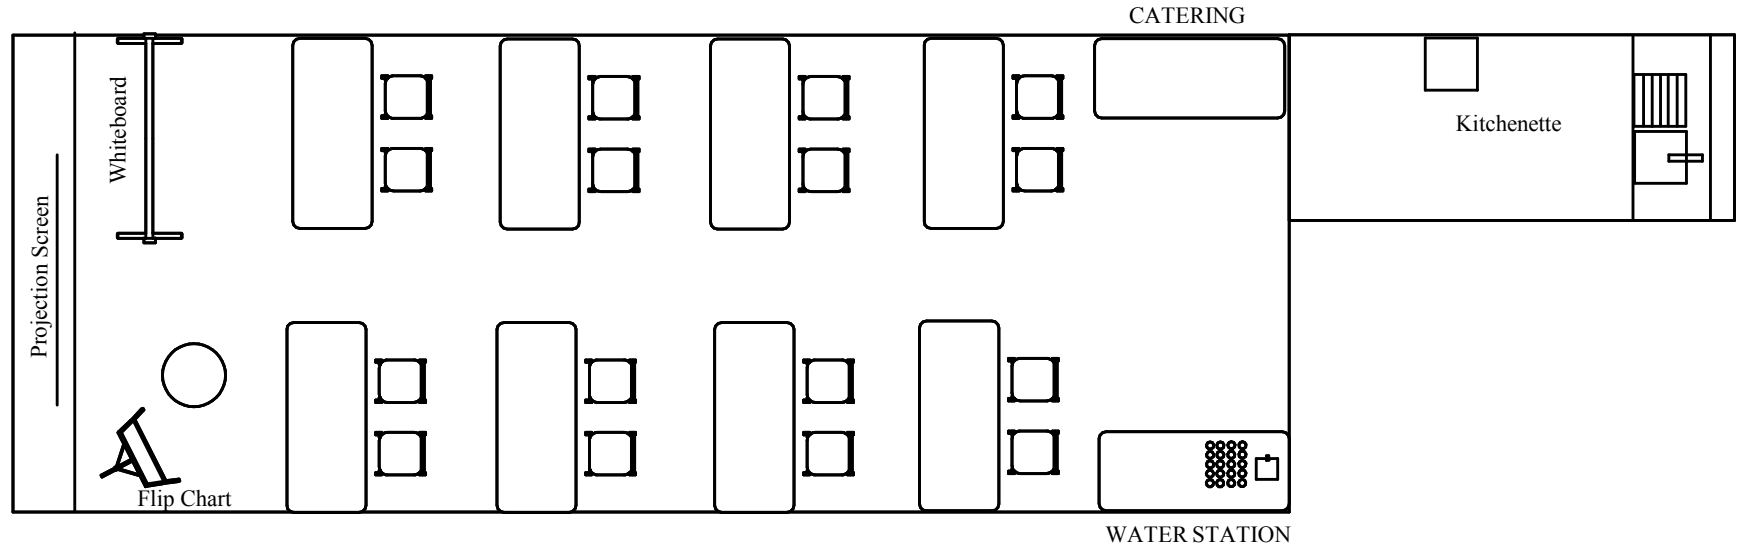 CATERING
Whiteboard
Kitchenette
Projection Screen
Flip Chart
WATER STATION